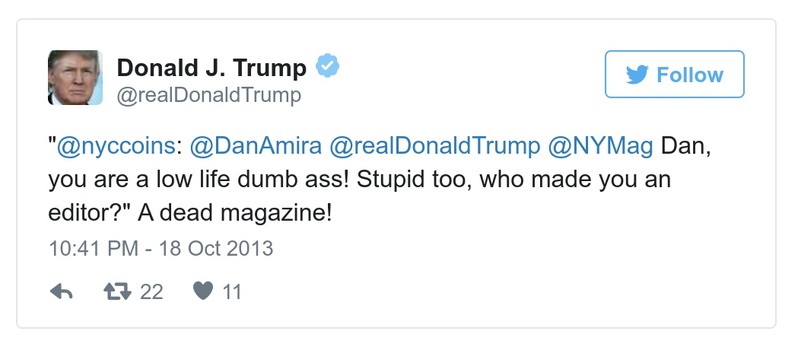 Donald J. Trump
@realDonaldTrump
Follow
"@nyccoins: @DanAmira @realDonaldTrump @NYMag Dan,
you are a low life dumb ass! Stupid too, who made you an
editor?" A dead magazine!
10:41 PM - 18 Oct 2013
22 11